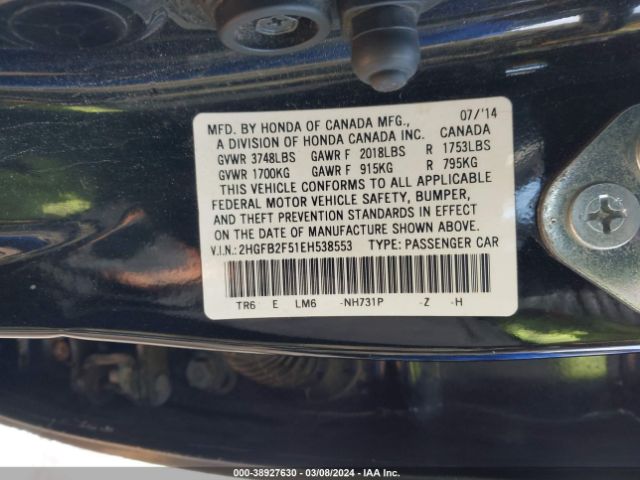 MFD. BY HONDA OF CANADA MFG., 07/'14
A DIVISION OF HONDA CANADA INC. CANADA
GVWR 3748LBS GAWR F 2018LBS R 1753LBS
GVWR 1700KG GAWR F 915KG R 795KG
THIS VEHICLE CONFORMS TO ALL APPLICABLE
FEDERAL MOTOR VEHICLE SAFETY, BUMPER,
AND THEFT PREVENTION STANDARDS IN EFFECT
ON THE DATE OF MANUFACTURE SHOWN ABOVE.
V.I.N.: 2HGFB2F51EH538553 TYPE: PASSENGER CAR
TR6 E LM6 -NH731P -Z -H
000-38927630 - 03/08/2024 - IAA Inc.